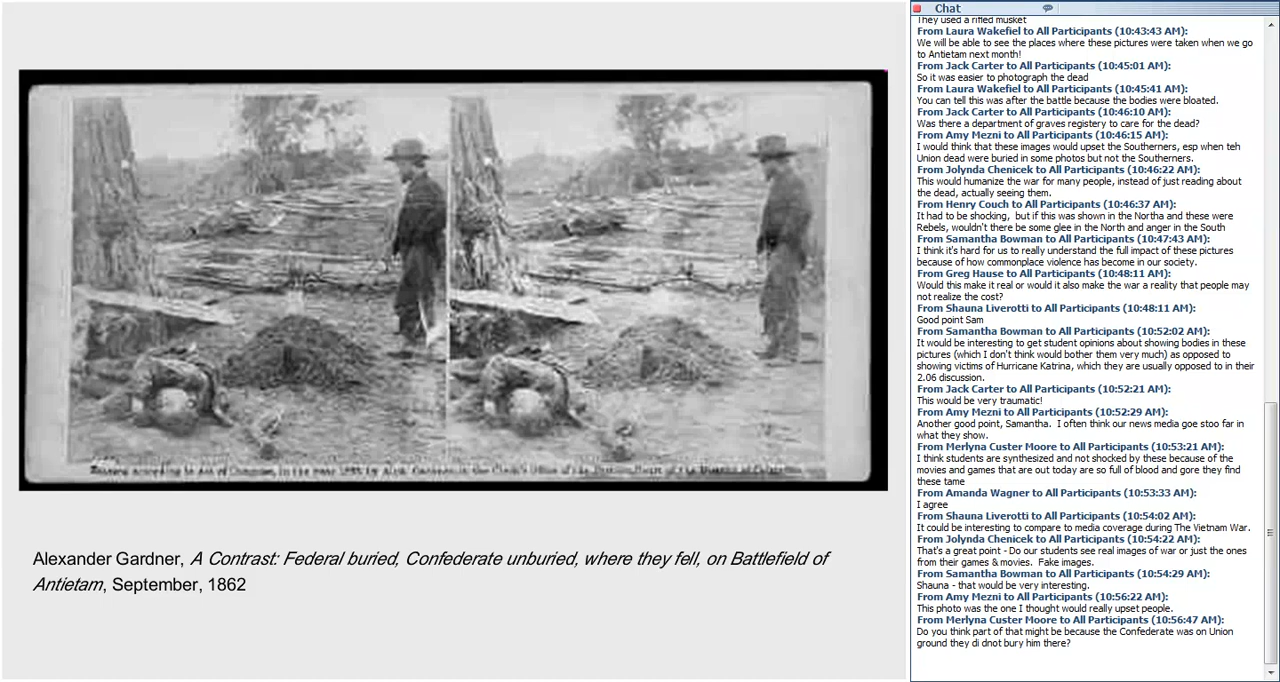 Chat
They used a rifled musket
From Laura Wakefiel to All Participants (10:43:43 AM):
We will be able to see the places where these pictures were taken when we go
to Antietam next month!
From Jack Carter to All Participants (10:45:01 AM):
So it was easier to photograph the dead
From Laura Wakefiel to All Participants (10:45:41 AM):
You can tell this was after the battle because the bodies were bloated.
From Jack Carter to All Participants (10:46:10 AM):
Was there a department of graves registery to care for the dead?
From Amy Mezni to All Participants (10:46:15 AM):
I would think that these images would upset the Southerners, esp when teh
Union dead were buried in some photos but not the Southerners.
From Jolynda Chenicek to All Participants (10:46:22 AM):
This would humanize the war for many people, instead of just reading about
the dead, actually seeing them.
From Henry Couch to All Participants (10:46:37 AM):
It had to be shocking, but if this was shown in the Northa and these were
Rebels, wouldn't there be some glee in the North and anger in the South
From Samantha Bowman to All Participants (10:47:43 AM):
I think it's hard for us to really understand the full impact of these pictures
because of how commonplace violence has become in our society.
From Greg Hause to All Participants (10:48:11 AM):
Would this make it real or would it also make the war a reality that people may
not realize the cost?
From Shauna Liverotti to All Participants (10:48:11 AM):
Good point Sam
From Samantha Bowman to All Participants (10:52:02 AM):
It would be interesting to get student opinions about showing bodies in these
pictures (which I don't think would bother them very much) as opposed to
showing victims of Hurricane Katrina, which they are usually opposed to in their
2.06 discussion.
From Jack Carter to All Participants (10:52:21 AM):
This would be very traumatic!
From Amy Mezni to All Participants (10:52:29 AM):
Another good point, Samantha. I often think our news media goe stoo far in
what they show.
From Merlyna Custer Moore to All Participants (10:53:21 AM):
I think students are synthesized and not shocked by these because of the
movies and games that are out today are so full of blood and gore they find
these tame
From Amanda Wagner to All Participants (10:53:33 AM):
I agree
From Shauna Liverotti to All Participants (10:54:02 AM):
It could be interesting to compare to media coverage during The Vietnam War.
From Jolynda Chenicek to All Participants (10:54:22 AM):
That's a great point - Do our students see real images of war or just the ones
from their games & movies. Fake images.
From Samantha Bowman to All Participants (10:54:29 AM):
Shauna - that would be very interesting.
From Amy Mezni to All Participants (10:56:22 AM):
This photo was the one I thought would really upset people.
From Merlyna Custer Moore to All Participants (10:56:47 AM):
Do you think part of that might be because the Confederate was on Union
ground they di dnot bury him there?
Alexander Gardner, A Contrast: Federal buried, Confederate unburied, where they fell, on Battlefield of
Antietam, September, 1862